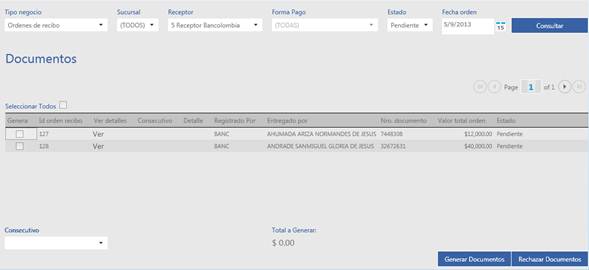 Tipo negocio Sucursal Receptor Forma Pago Estado Fecha orden
Ordenes de recibo (TODOS) 5 Receptor Bancolombia (TODAS) Pendiente 5/9/2013 15 Consultar
Documentos
Page 1 of 1
Seleccionar Todos
Genera Id orden recibo Ver detalles Consecutivo Detalle Registrado Por Entregado por Nro. documento Valor total orden: Estado
127 Ver BANC AHUMADA ARIZA NORMANDES DE JESUS 7448308 $12,000.00 Pendiente
128 Ver BANC ANDRADE SANMIGUEL GLORIA DE JESUS 32672631 $40,000.00 Pendiente
Consecutivo Total a Generar:
$ 0.00
Generar Documentos Rechazar Documentos